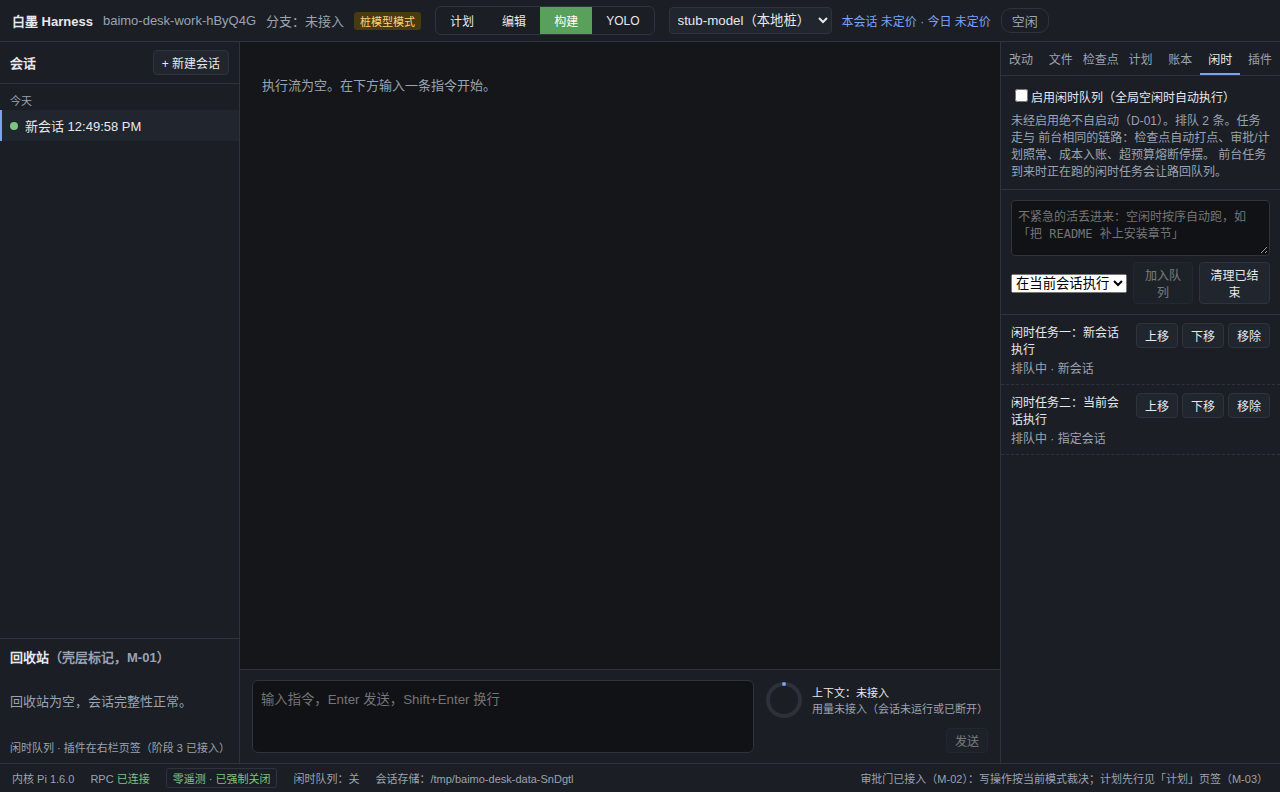 白墨 Harness baimo-desk-work-hByQ4G 分支：未接入 桩模型模式 计划 编辑 构建 YOLO stub-model（本地桩） 本会话 未定价 · 今日 未定价 空闲
会话 + 新建会话
今天
新会话 12:49:58 PM
回收站（壳层标记，M-01）
回收站为空，会话完整性正常。
闲时队列 · 插件在右栏页签（阶段 3 已接入）
执行流为空。在下方输入一条指令开始。
输入指令，Enter 发送，Shift+Enter 换行
上下文：未接入
用量未接入（会话未运行或已断开）
发送
改动 文件 检查点 计划 账本 闲时 插件
启用闲时队列（全局空闲时自动执行）
未经启用绝不自启动（D-01）。排队 2 条。任务
走与 前台相同的链路：检查点自动打点、审批/计
划照常、成本入账、超预算熔断停摆。 前台任务
到来时正在跑的闲时任务会让路回队列。
不紧急的活丢进来：空闲时按序自动跑，如
「把 README 补上安装章节」
在当前会话执行 加入队
列 清理已结
束
闲时任务一：新会话
执行
上移 下移 移除
排队中 · 新会话
闲时任务二：当前会
话执行
上移 下移 移除
排队中 · 指定会话
内核 Pi 1.6.0 RPC 已连接 零遥测 · 已强制关闭 闲时队列：关 会话存储：/tmp/baimo-desk-data-SnDgtl 审批门已接入（M-02）：写操作按当前模式裁决；计划先行见「计划」页签（M-03）